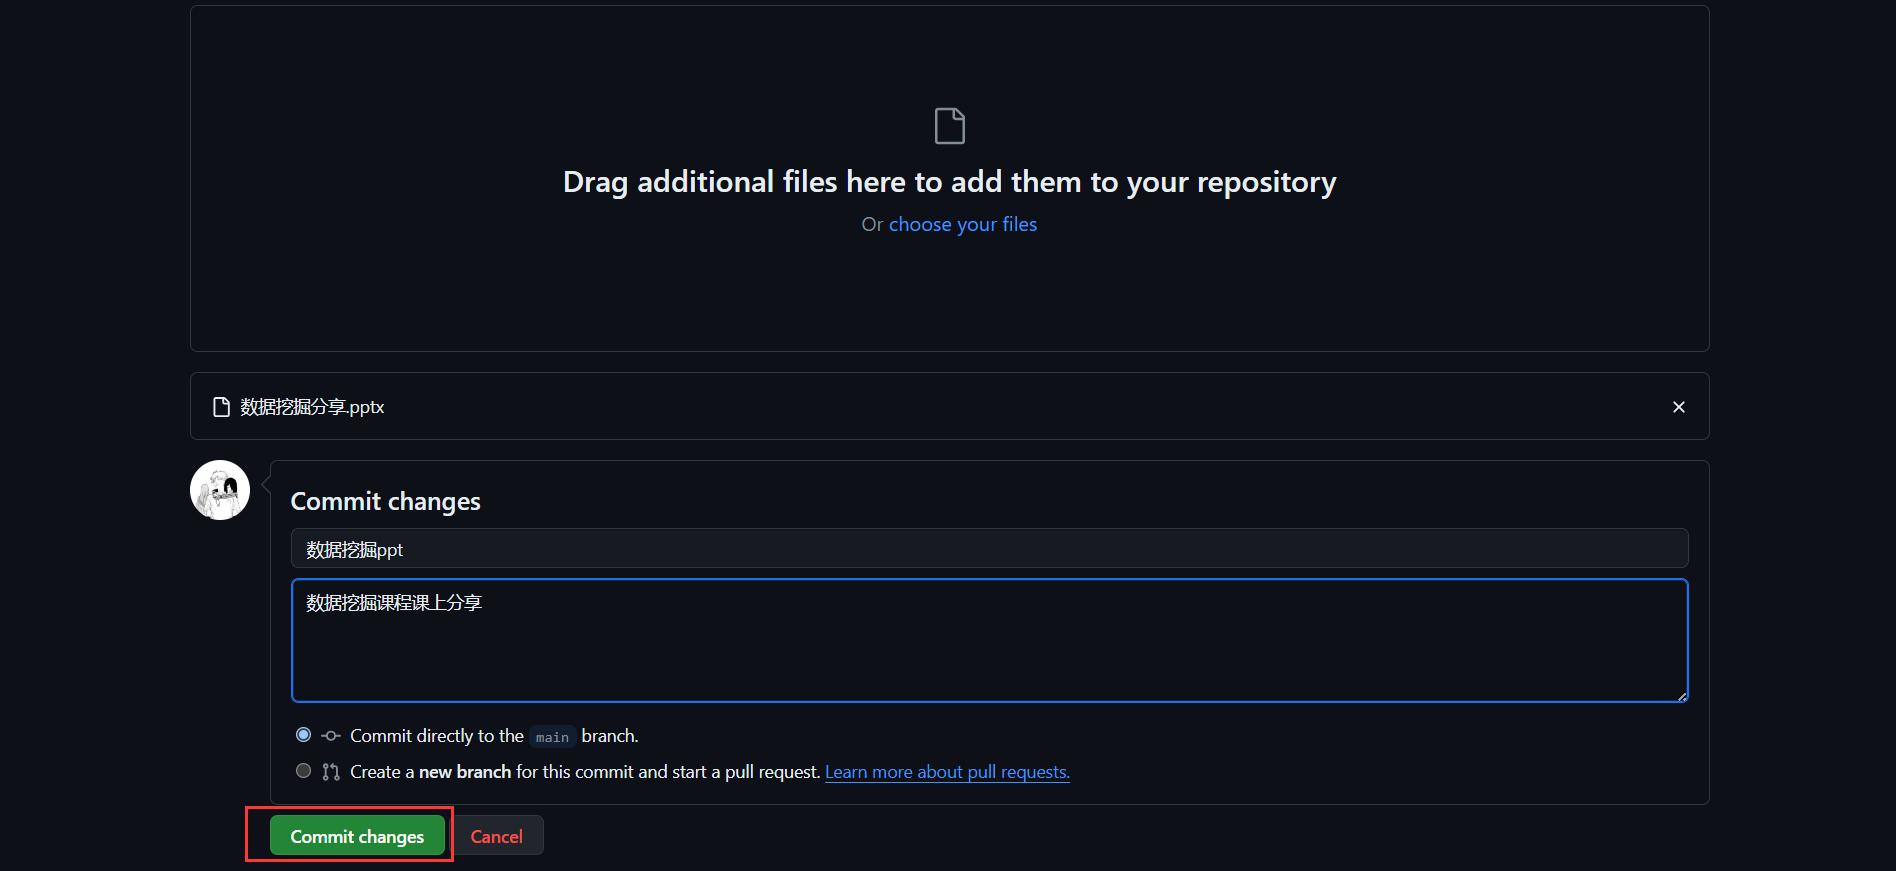 Drag additional files here to add them to your repository
Or choose your files
数据挖掘分享.pptx
Commit changes
数据挖掘ppt
数据挖掘课程课上分享
Commit directly to the main branch.
Create a new branch for this commit and start a pull request. Learn more about pull requests.
Commit changes Cancel